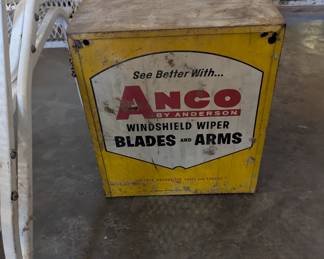 See Better With...
ANCO
BY ANDERSON
WINDSHIELD WIPER
BLADES AND ARMS